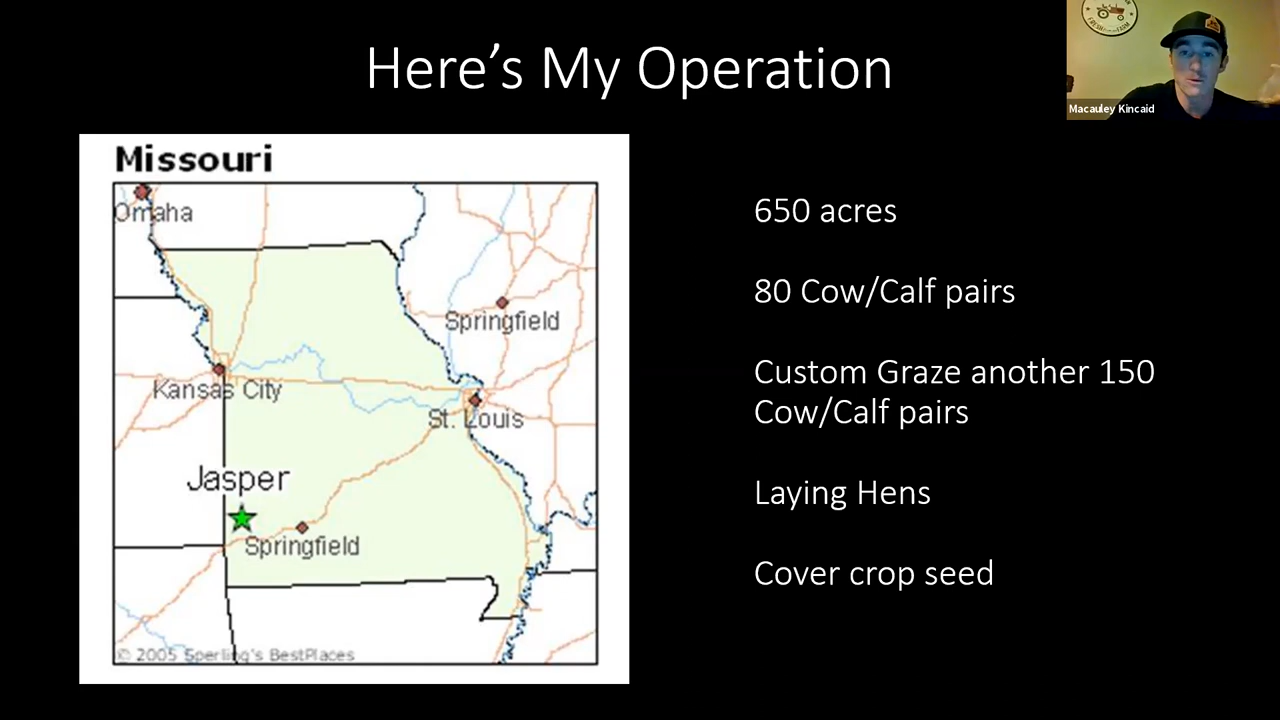 Here's My Operation
Macauley Kincaid
Missouri
Omaha
Springfield
Kansas City
St. Louis
Jasper
Springfield
© 2005 Sperling's BestPlaces
650 acres
80 Cow/Calf pairs
Custom Graze another 150
Cow/Calf pairs
Laying Hens
Cover crop seed